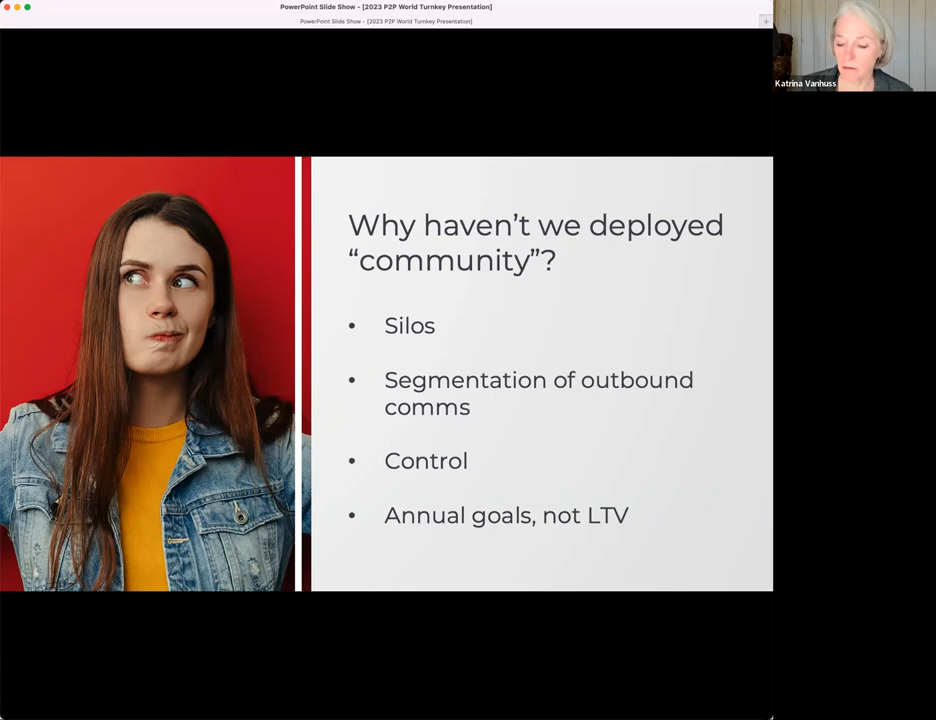 PowerPoint Slide Show - [2023 P2P World Turnkey Presentation]
PowerPoint Slide Show - [2023 P2P World Turnkey Presentation]
+
Katrina Vanhuss
Why haven’t we deployed
“community”?
• Silos
• Segmentation of outbound
comms
• Control
• Annual goals, not LTV